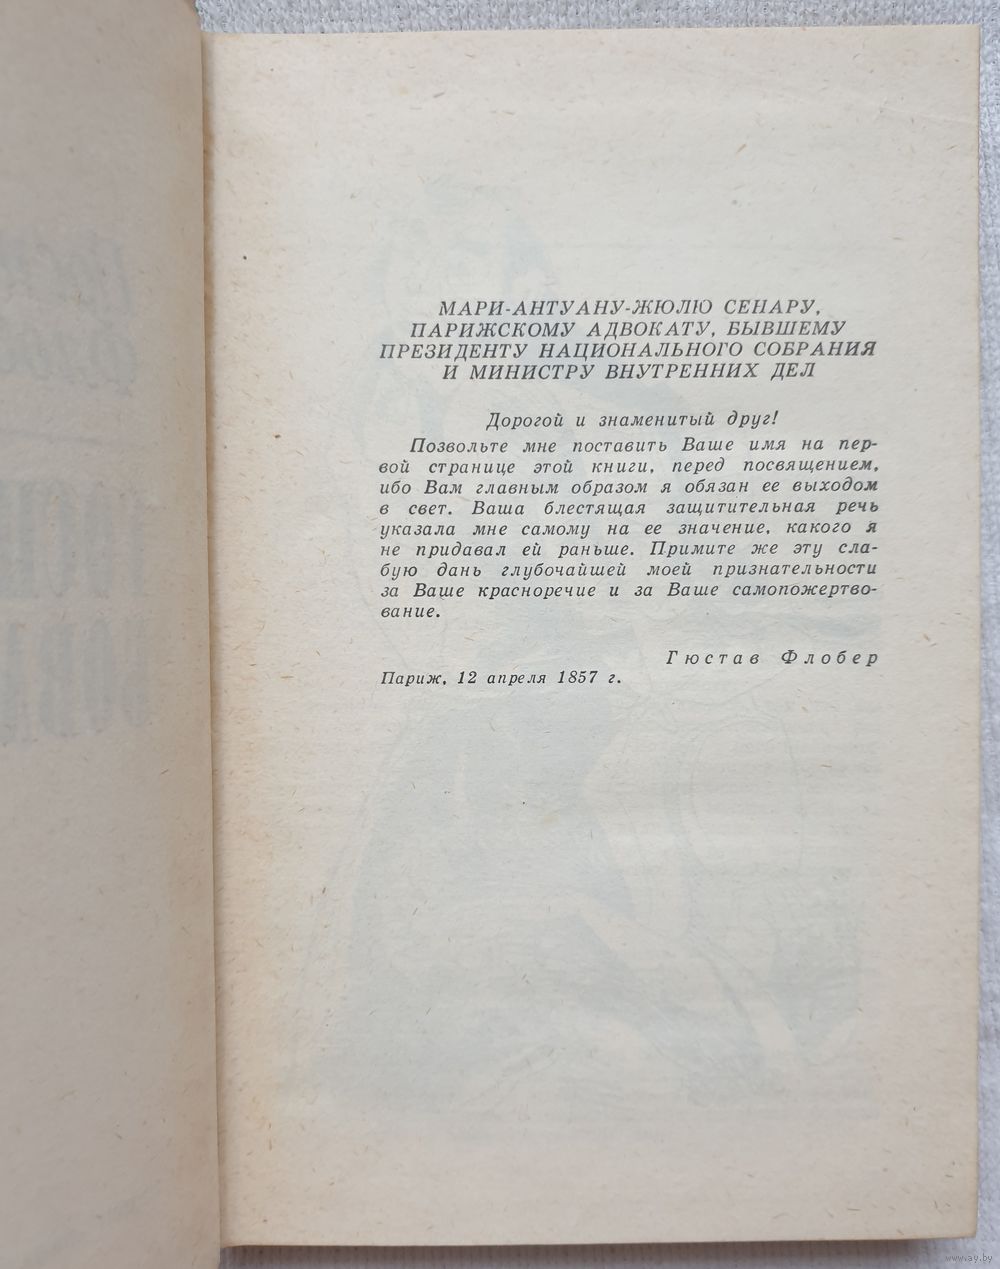 МАРИ-АНТУАНУ-ЖЮЛЮ СЕНАРУ,
ПАРИЖСКОМУ АДВОКАТУ, БЫВШЕМУ
ПРЕЗИДЕНТУ НАЦИОНАЛЬНОГО СОБРАНИЯ
И МИНИСТРУ ВНУТРЕННИХ ДЕЛ
Дорогой и знаменитый друг!
Позвольте мне поставить Ваше имя на пер-
вой странице этой книги, перед посвящением,
ибо Вам главным образом я обязан ее выходом
в свет. Ваша блестящая защитительная речь
указала мне самому на ее значение, какого я
не придавал ей раньше. Примите же эту сла-
бую дань глубочайшей моей признательности
за Ваше красноречие и за Ваше самопожертво-
вание.
Гюстав Флобер
Париж, 12 апреля 1857 г.
www.ay.by